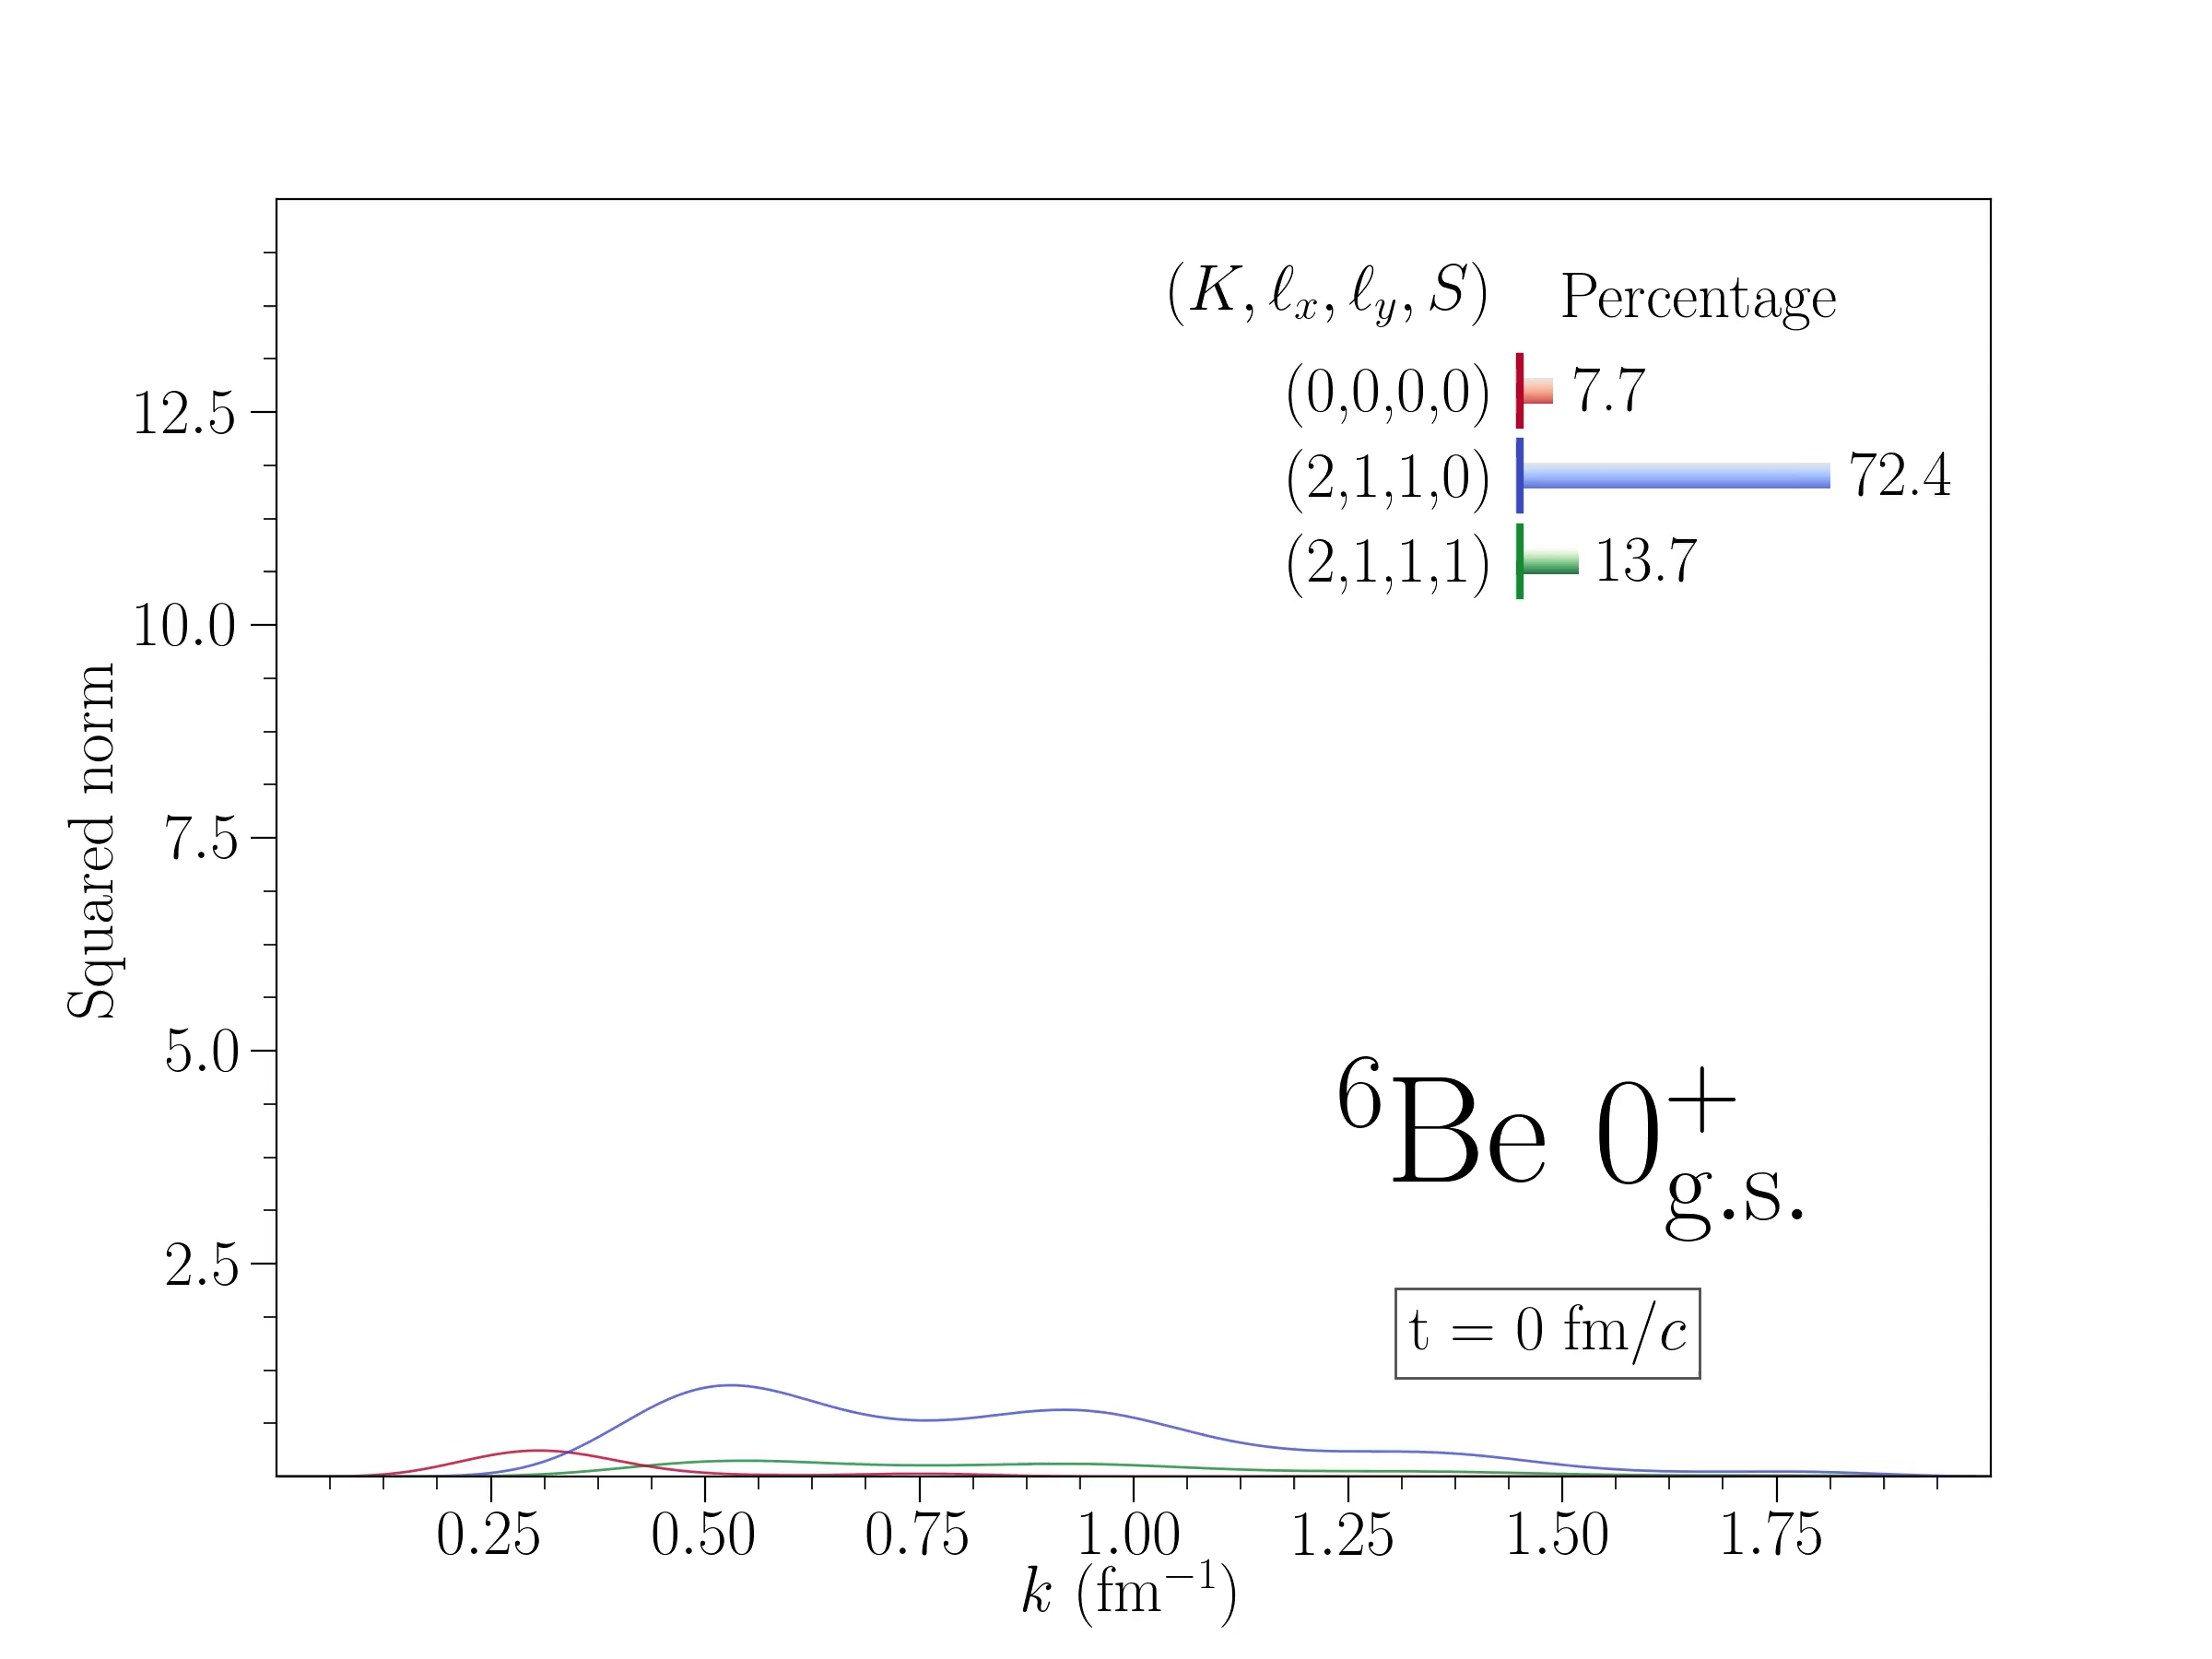 (K, ℓx, ℓy, S) Percentage
(0,0,0,0) 7.7
(2,1,1,0) 72.4
(2,1,1,1) 13.7
12.5
10.0
7.5
5.0
2.5
Squared norm
⁶Be 0⁺g.s.
t = 0 fm/c
0.25 0.50 0.75 1.00 1.25 1.50 1.75
k (fm⁻¹)